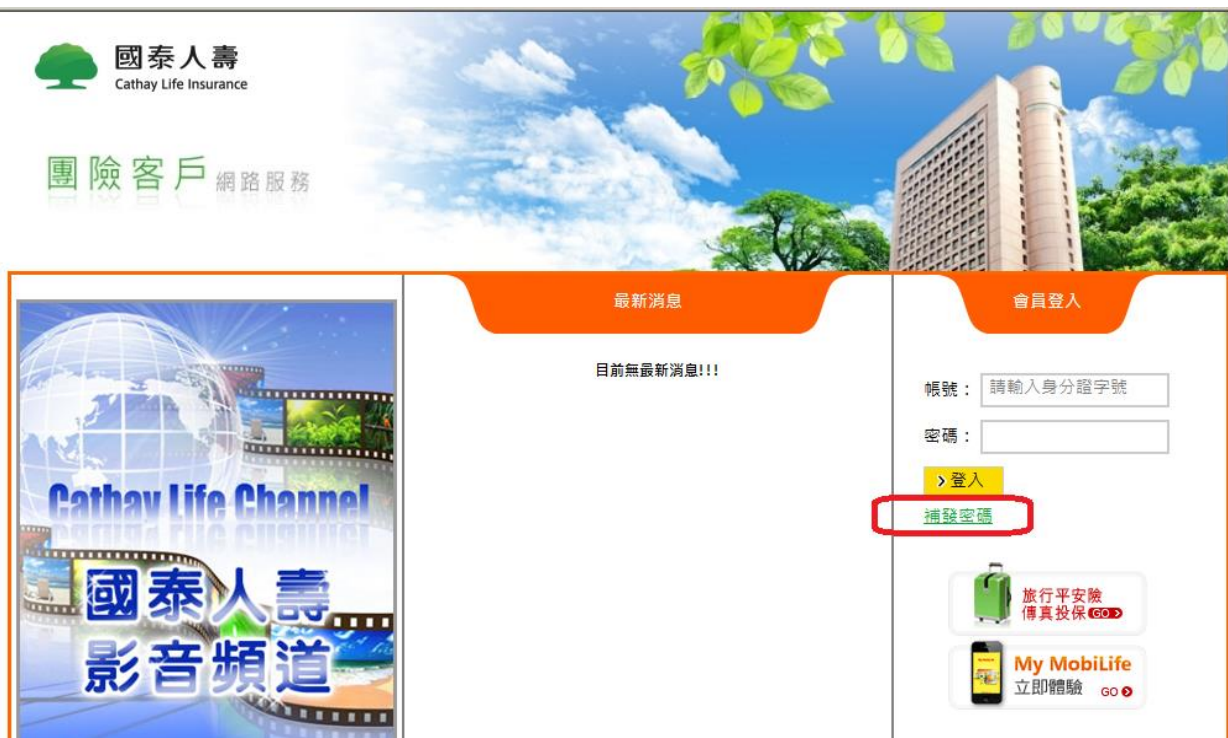 國泰人壽
Cathay Life Insurance
團險客戶 網路服務
最新消息
會員登入
目前無最新消息!!!
帳號： 請輸入身分證字號
密碼：
登入
補發密碼
Cathay Life Channel
國泰人壽
影音頻道
旅行平安險
傳真投保 GO
My MobiLife
立即體驗 GO